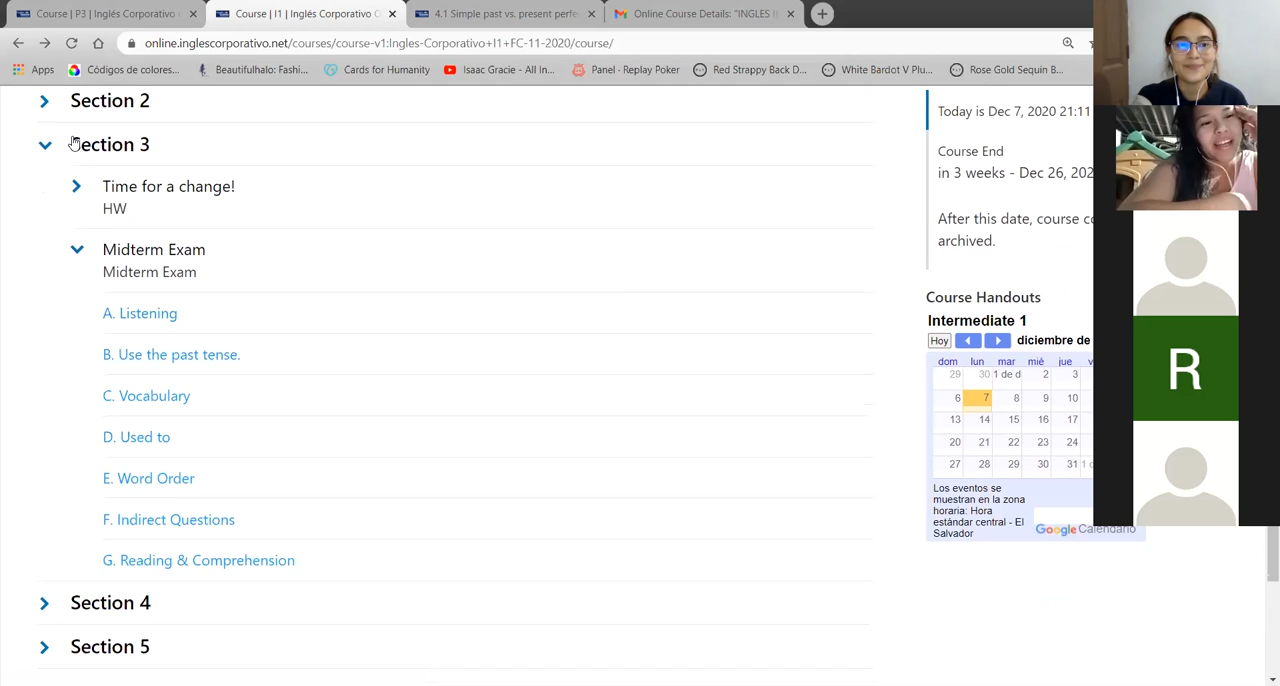 Course | P3 | Inglés Corporativo
Course | I1 | Inglés Corporativo O
4.1 Simple past vs. present perfe
Online Course Details: "INGLES I
online.inglescorporativo.net/courses/course-v1:Ingles-Corporativo+I1+FC-11-2020/course/
Apps
Códigos de colores...
Beautifulhalo: Fashi...
Cards for Humanity
Isaac Gracie - All In...
Panel · Replay Poker
Red Strappy Back D...
White Bardot V Plu...
Rose Gold Sequin B...
Section 2
Section 3
Time for a change!
HW
Midterm Exam
Midterm Exam
A. Listening
B. Use the past tense.
C. Vocabulary
D. Used to
E. Word Order
F. Indirect Questions
G. Reading & Comprehension
Section 4
Section 5
Today is Dec 7, 2020 21:11
Course End
in 3 weeks - Dec 26, 202
After this date, course co
archived.
Course Handouts
Intermediate 1
Hoy diciembre de
dom lun mar mié jue v
29 30 1 de d 2 3
6 7 8 9 10
13 14 15 16 17
20 21 22 23 24
27 28 29 30 31 1 d
Los eventos se
muestran en la zona
horaria: Hora
estándar central - El
Salvador
Google Calendario
R